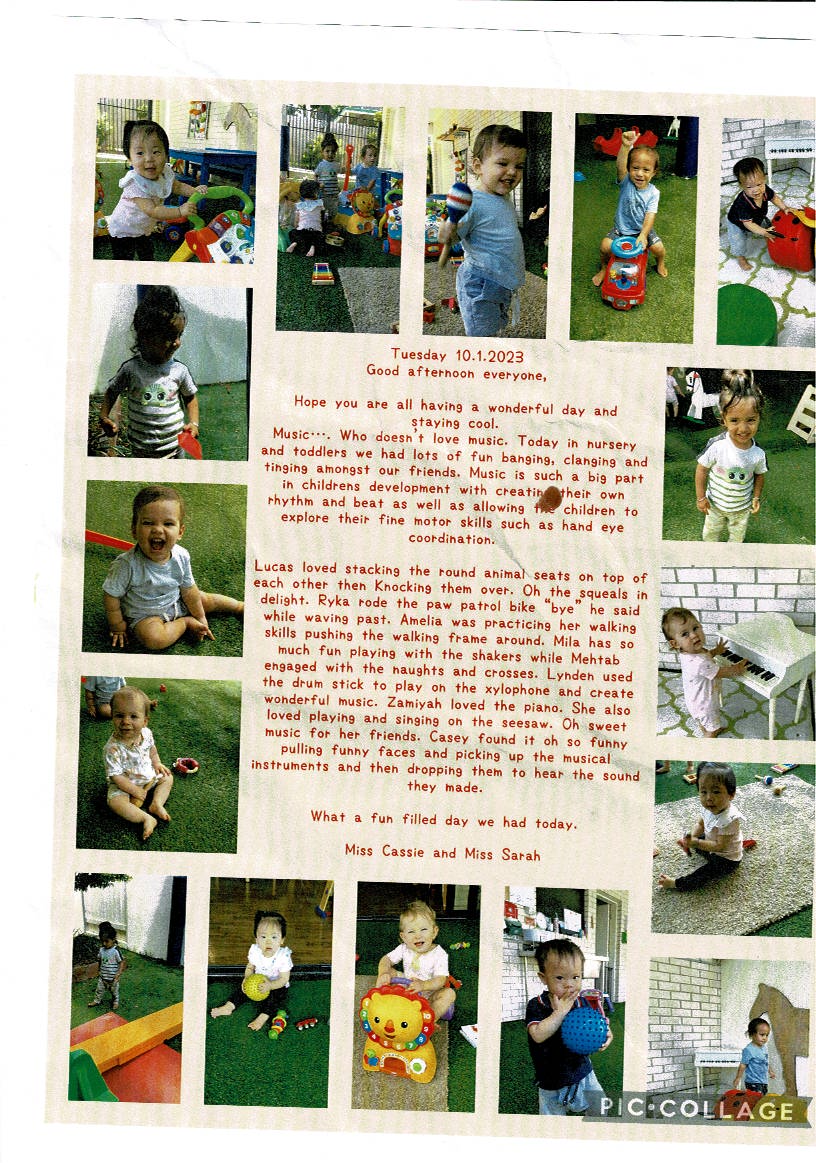 Tuesday 10.1.2023
Good afternoon everyone,
Hope you are all having a wonderful day and
staying cool.
Music.... Who doesn't love music. Today in nursery
and toddlers we had lots of fun banging, clanging and
tinging amongst our friends. Music is such a big part
in childrens development with creating their own
rhythm and beat as well as allowing the children to
explore their fine motor skills such as hand eye
coordination.
Lucas loved stacking the round animal seats on top of
each other then Knocking them over. Oh the squeals in
delight. Ryka rode the paw patrol bike "bye" he said
while waving past. Amelia was practicing her walking
skills pushing the walking frame around. Mila has so
much fun playing with the shakers while Mehtab
engaged with the naughts and crosses. Lynden used
the drum stick to play on the xylophone and create
wonderful music. Zamiyah loved the piano. She also
loved playing and singing on the seesaw. Oh sweet
music for her friends. Casey found it oh so funny
pulling funny faces and picking up the musical
instruments and then dropping them to hear the sound
they made.
What a fun filled day we had today.
Miss Cassie and Miss Sarah
PIC•COLLAGE